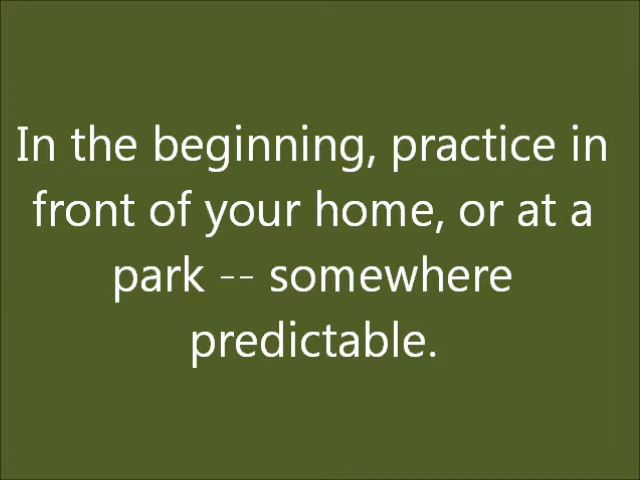 In the beginning, practice in
front of your home, or at a
park -- somewhere
predictable.